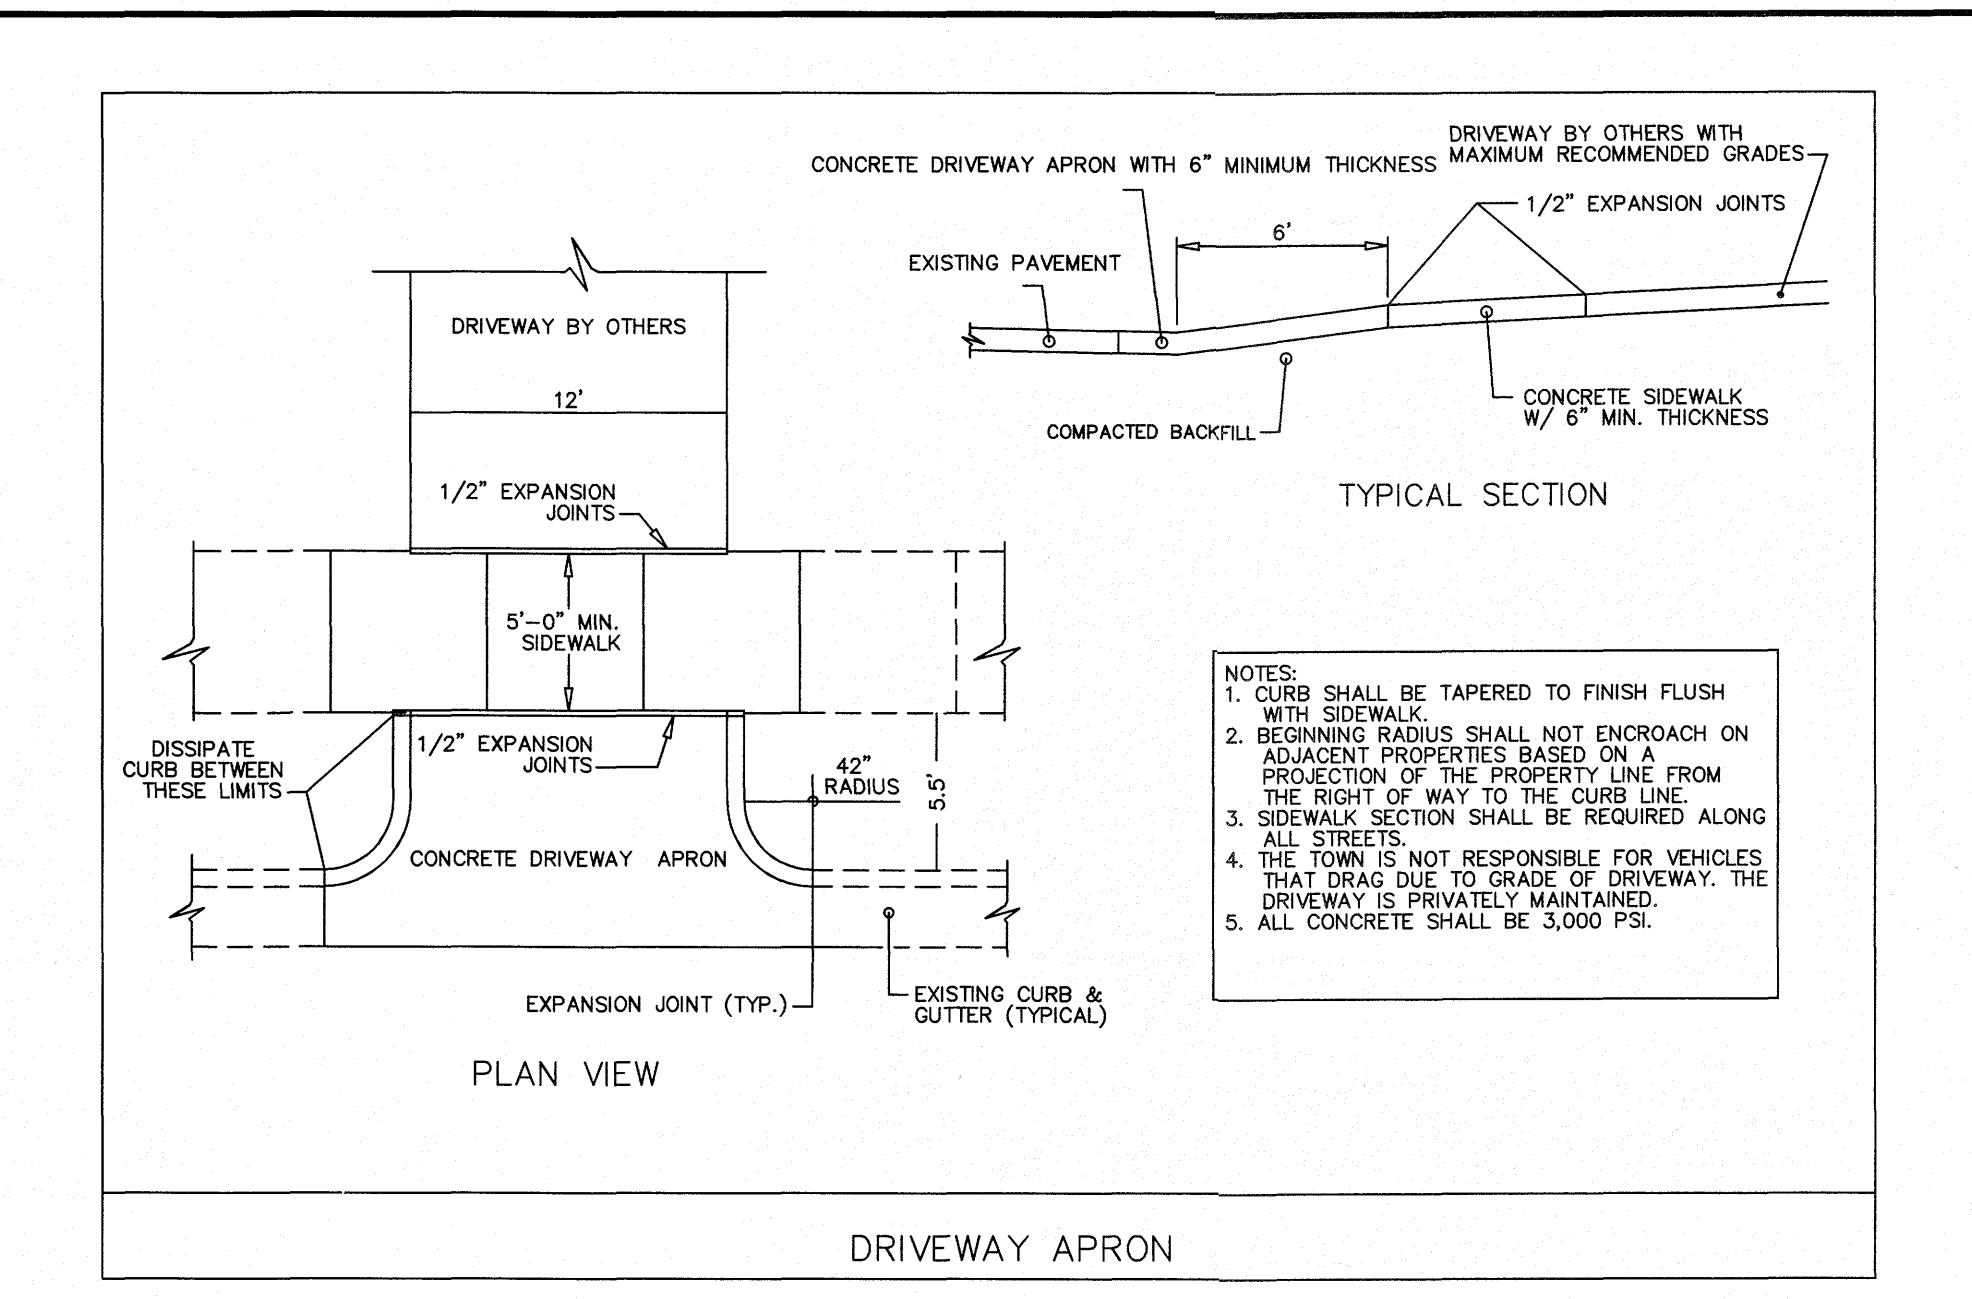 DRIVEWAY BY OTHERS WITH
MAXIMUM RECOMMENDED GRADES
CONCRETE DRIVEWAY APRON WITH 6" MINIMUM THICKNESS
1/2" EXPANSION JOINTS
6'
EXISTING PAVEMENT
CONCRETE SIDEWALK
W/ 6" MIN. THICKNESS
COMPACTED BACKFILL
TYPICAL SECTION
DRIVEWAY BY OTHERS
12'
1/2" EXPANSION
JOINTS
5'-0" MIN.
SIDEWALK
1/2" EXPANSION
JOINTS
DISSIPATE
CURB BETWEEN
THESE LIMITS
42"
RADIUS
5.5'
CONCRETE DRIVEWAY APRON
EXPANSION JOINT (TYP.)
EXISTING CURB &
GUTTER (TYPICAL)
PLAN VIEW
NOTES:
1. CURB SHALL BE TAPERED TO FINISH FLUSH
WITH SIDEWALK.
2. BEGINNING RADIUS SHALL NOT ENCROACH ON
ADJACENT PROPERTIES BASED ON A
PROJECTION OF THE PROPERTY LINE FROM
THE RIGHT OF WAY TO THE CURB LINE.
3. SIDEWALK SECTION SHALL BE REQUIRED ALONG
ALL STREETS.
4. THE TOWN IS NOT RESPONSIBLE FOR VEHICLES
THAT DRAG DUE TO GRADE OF DRIVEWAY. THE
DRIVEWAY IS PRIVATELY MAINTAINED.
5. ALL CONCRETE SHALL BE 3,000 PSI.
DRIVEWAY APRON